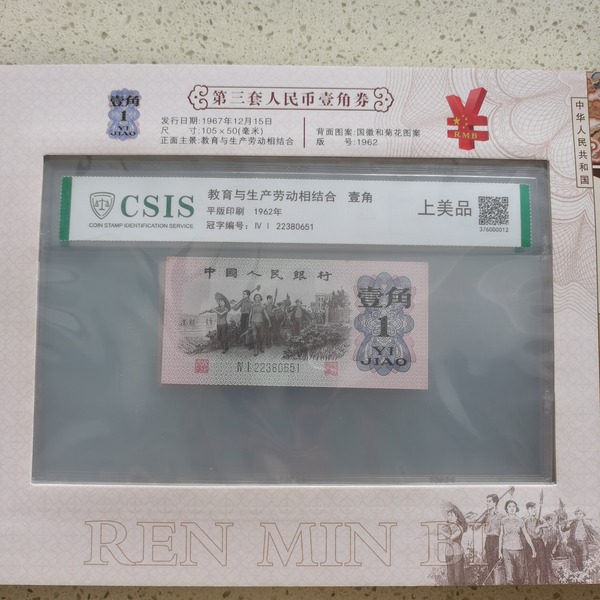 第三套人民币壹角券
壹角
1
YI
JIAO
发行日期:1967年12月15日
尺 寸:105×50(毫米)
正面主景:教育与生产劳动相结合
背面图案:国徽和菊花图案
版 号:1962
RMB
中华人民共和国
CSIS
COIN STAMP IDENTIFICATION SERVICE
教育与生产劳动相结合 壹角
平版印刷 1962年
冠字编号: Ⅳ Ⅰ 22380651
上美品
376000012
中國人民銀行
壹角
1
YI
JIAO
Ⅳ Ⅰ 22380651
REN MIN B